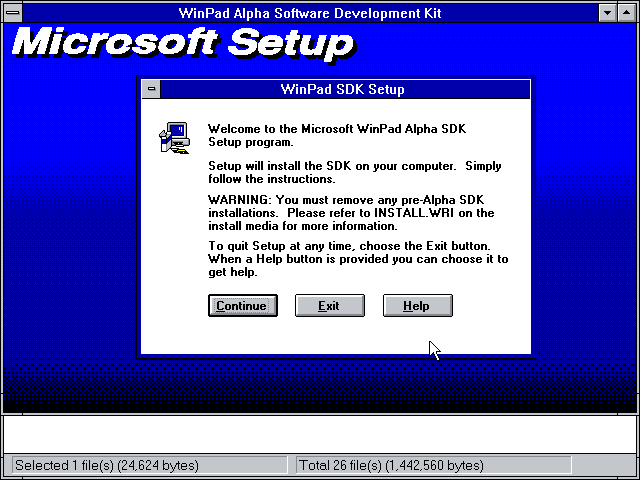 WinPad Alpha Software Development Kit
Microsoft Setup
WinPad SDK Setup
Welcome to the Microsoft WinPad Alpha SDK
Setup program.
Setup will install the SDK on your computer.  Simply
follow the instructions.
WARNING: You must remove any pre-Alpha SDK
installations.  Please refer to INSTALL.WRI on the
install media for more information.
To quit Setup at any time, choose the Exit button.
When a Help button is provided you can choose it to
get help.
Continue Exit Help
Selected 1 file(s) (24,624 bytes) Total 26 file(s) (1,442,560 bytes)